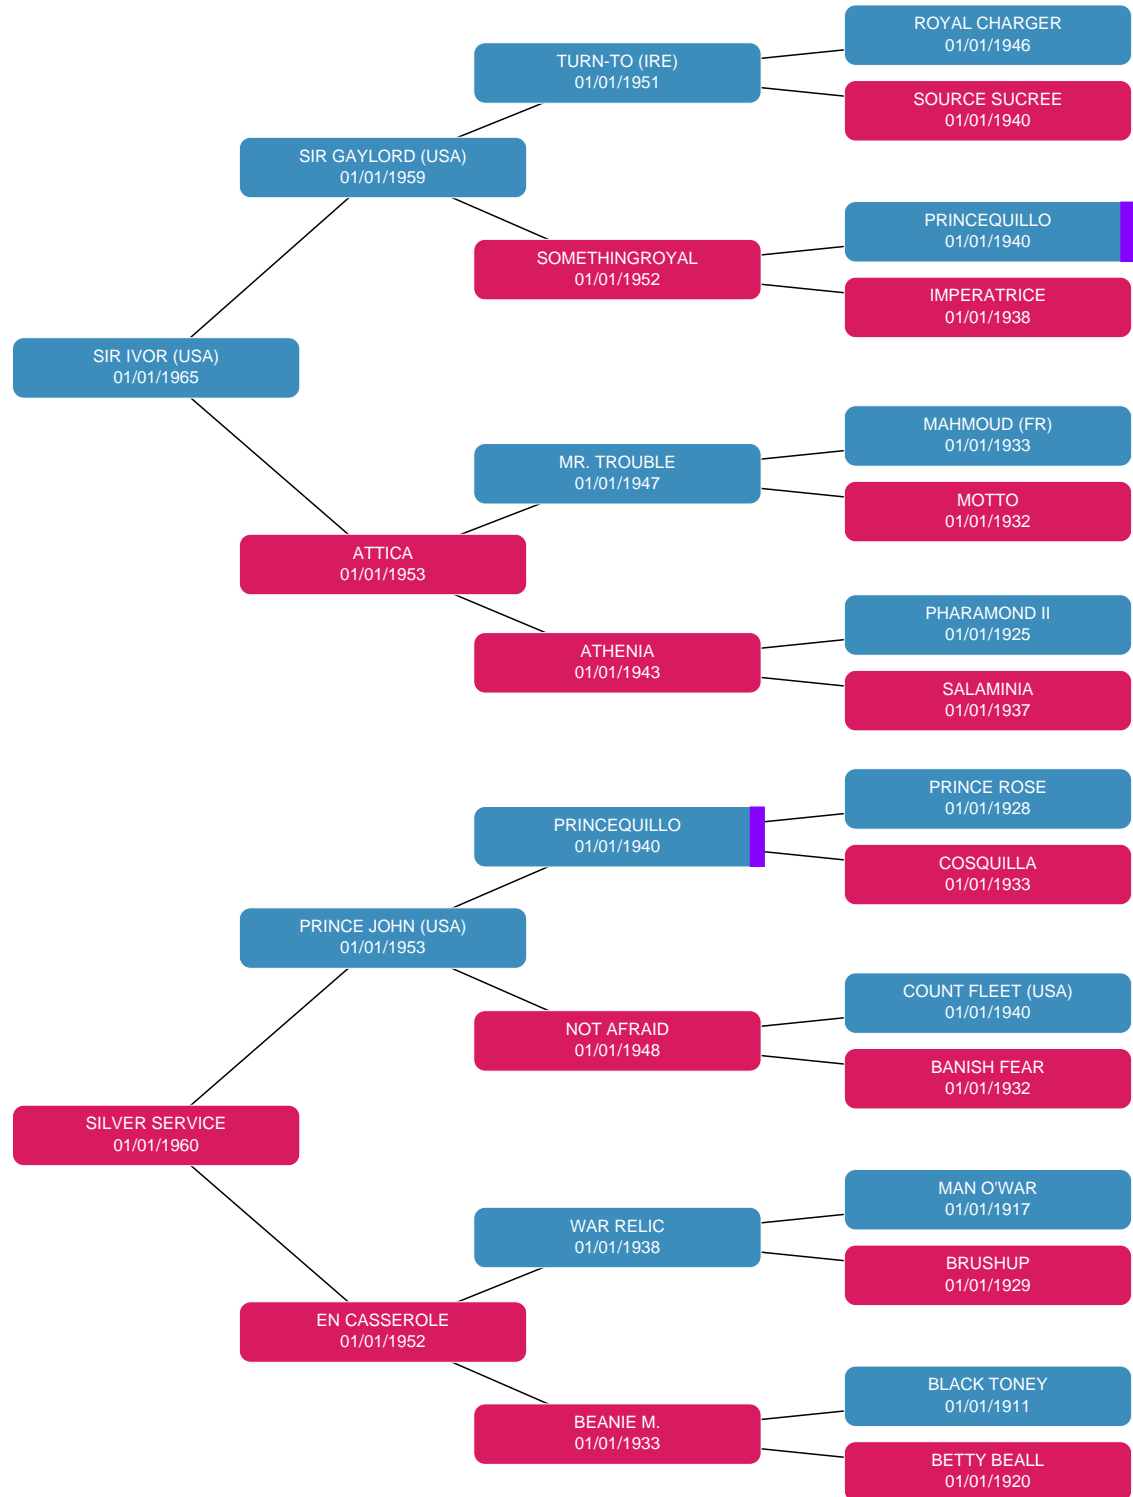 ROYAL CHARGER
01/01/1946
TURN-TO (IRE)
01/01/1951
SOURCE SUCREE
01/01/1940
SIR GAYLORD (USA)
01/01/1959
PRINCEQUILLO
01/01/1940
SOMETHINGROYAL
01/01/1952
IMPERATRICE
01/01/1938
SIR IVOR (USA)
01/01/1965
MAHMOUD (FR)
01/01/1933
MR. TROUBLE
01/01/1947
MOTTO
01/01/1932
ATTICA
01/01/1953
PHARAMOND II
01/01/1925
ATHENIA
01/01/1943
SALAMINIA
01/01/1937
PRINCE ROSE
01/01/1928
PRINCEQUILLO
01/01/1940
COSQUILLA
01/01/1933
PRINCE JOHN (USA)
01/01/1953
COUNT FLEET (USA)
01/01/1940
NOT AFRAID
01/01/1948
BANISH FEAR
01/01/1932
SILVER SERVICE
01/01/1960
MAN O'WAR
01/01/1917
WAR RELIC
01/01/1938
BRUSHUP
01/01/1929
EN CASSEROLE
01/01/1952
BLACK TONEY
01/01/1911
BEANIE M.
01/01/1933
BETTY BEALL
01/01/1920